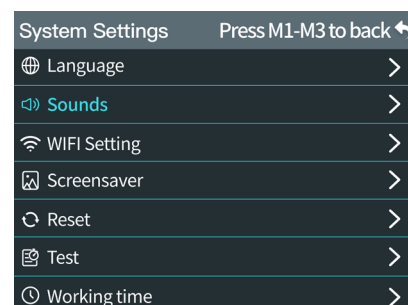 System Settings Press M1-M3 to back
Language
Sounds
WIFI Setting
Screensaver
Reset
Test
Working time